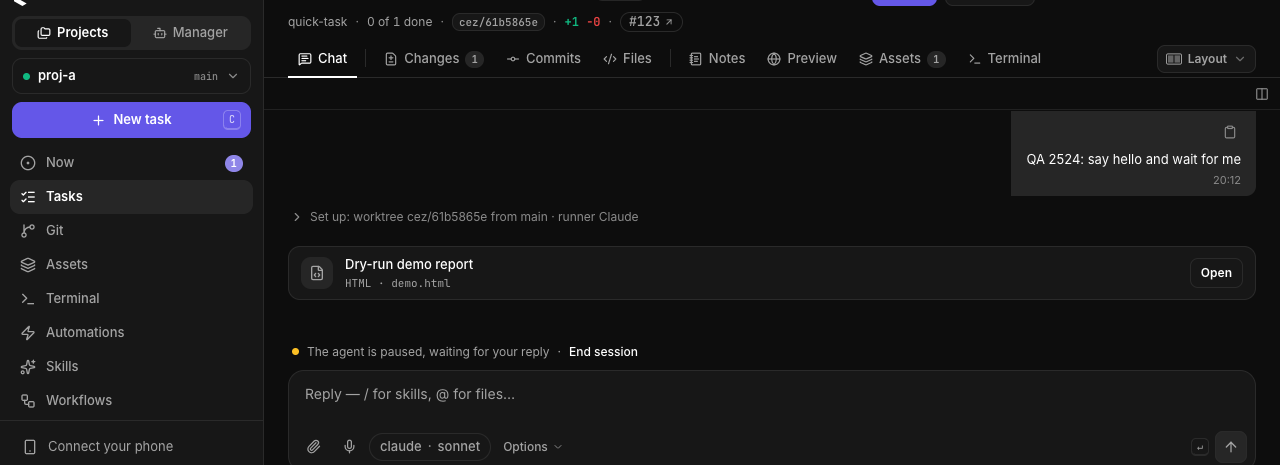 Projects
Manager
proj-a
main
New task
C
Now
1
Tasks
Git
Assets
Terminal
Automations
Skills
Workflows
Connect your phone
quick-task · 0 of 1 done · cez/61b5865e · +1 -0 · #123 ↗
Chat
Changes 1
Commits
Files
Notes
Preview
Assets 1
Terminal
Layout
QA 2524: say hello and wait for me
20:12
Set up: worktree cez/61b5865e from main · runner Claude
Dry-run demo report
HTML · demo.html
Open
The agent is paused, waiting for your reply · End session
Reply — / for skills, @ for files...
claude · sonnet
Options